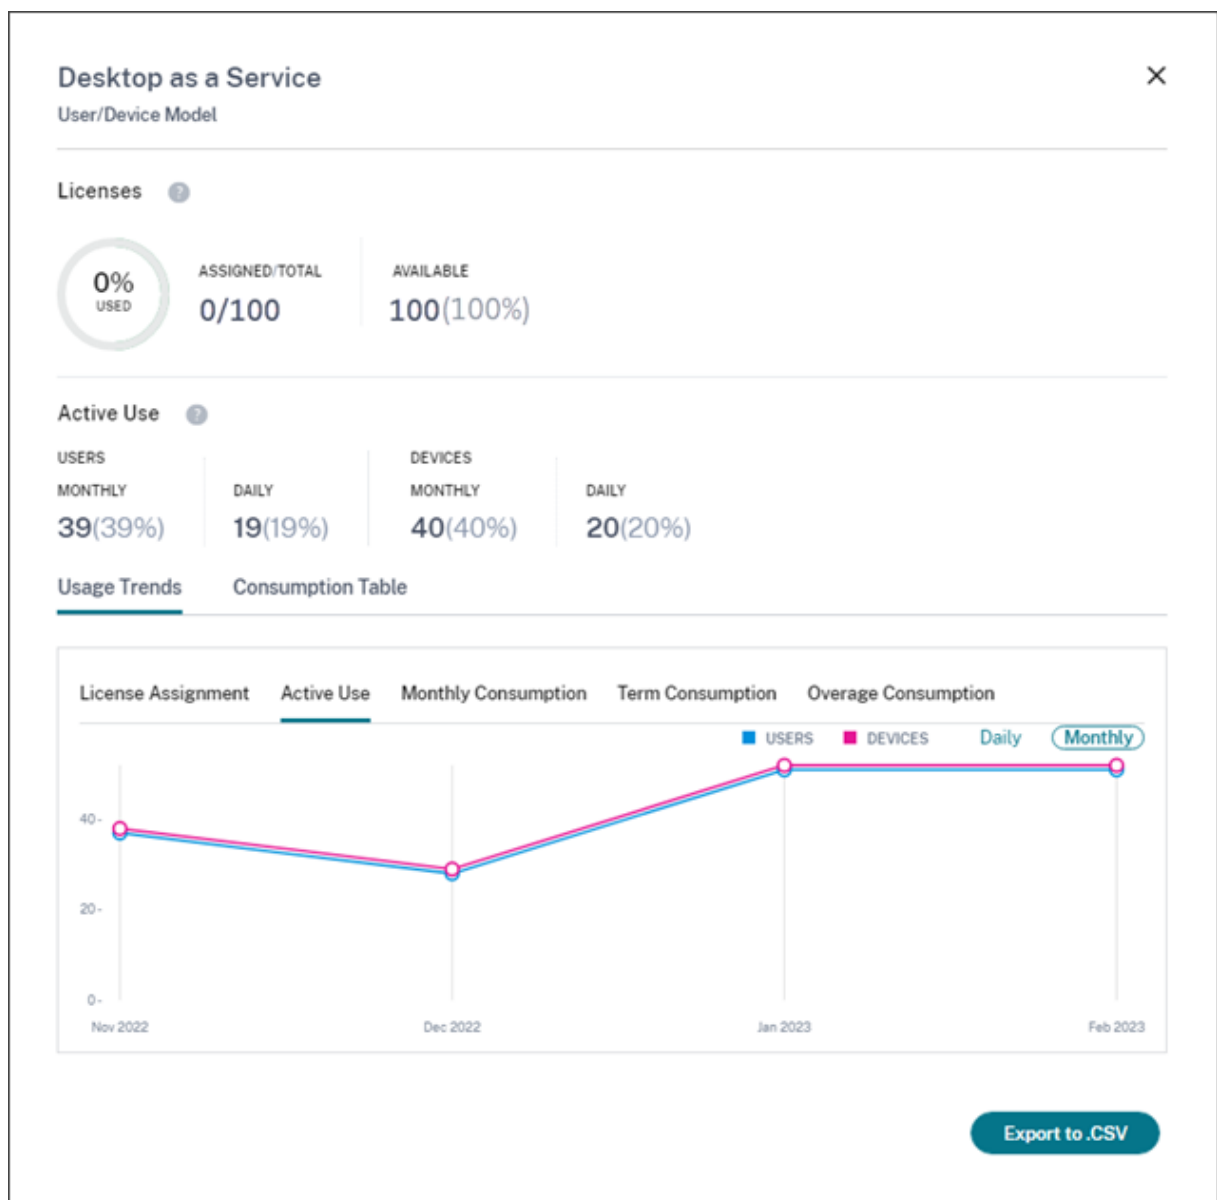 Desktop as a Service
User/Device Model
Licenses ?
0%
USED
ASSIGNED/TOTAL
0/100
AVAILABLE
100(100%)
Active Use ?
USERS DEVICES
MONTHLY DAILY MONTHLY DAILY
39(39%) 19(19%) 40(40%) 20(20%)
Usage Trends Consumption Table
License Assignment Active Use Monthly Consumption Term Consumption Overage Consumption
USERS DEVICES Daily Monthly
40
20
0
Nov 2022 Dec 2022 Jan 2023 Feb 2023
Export to .CSV